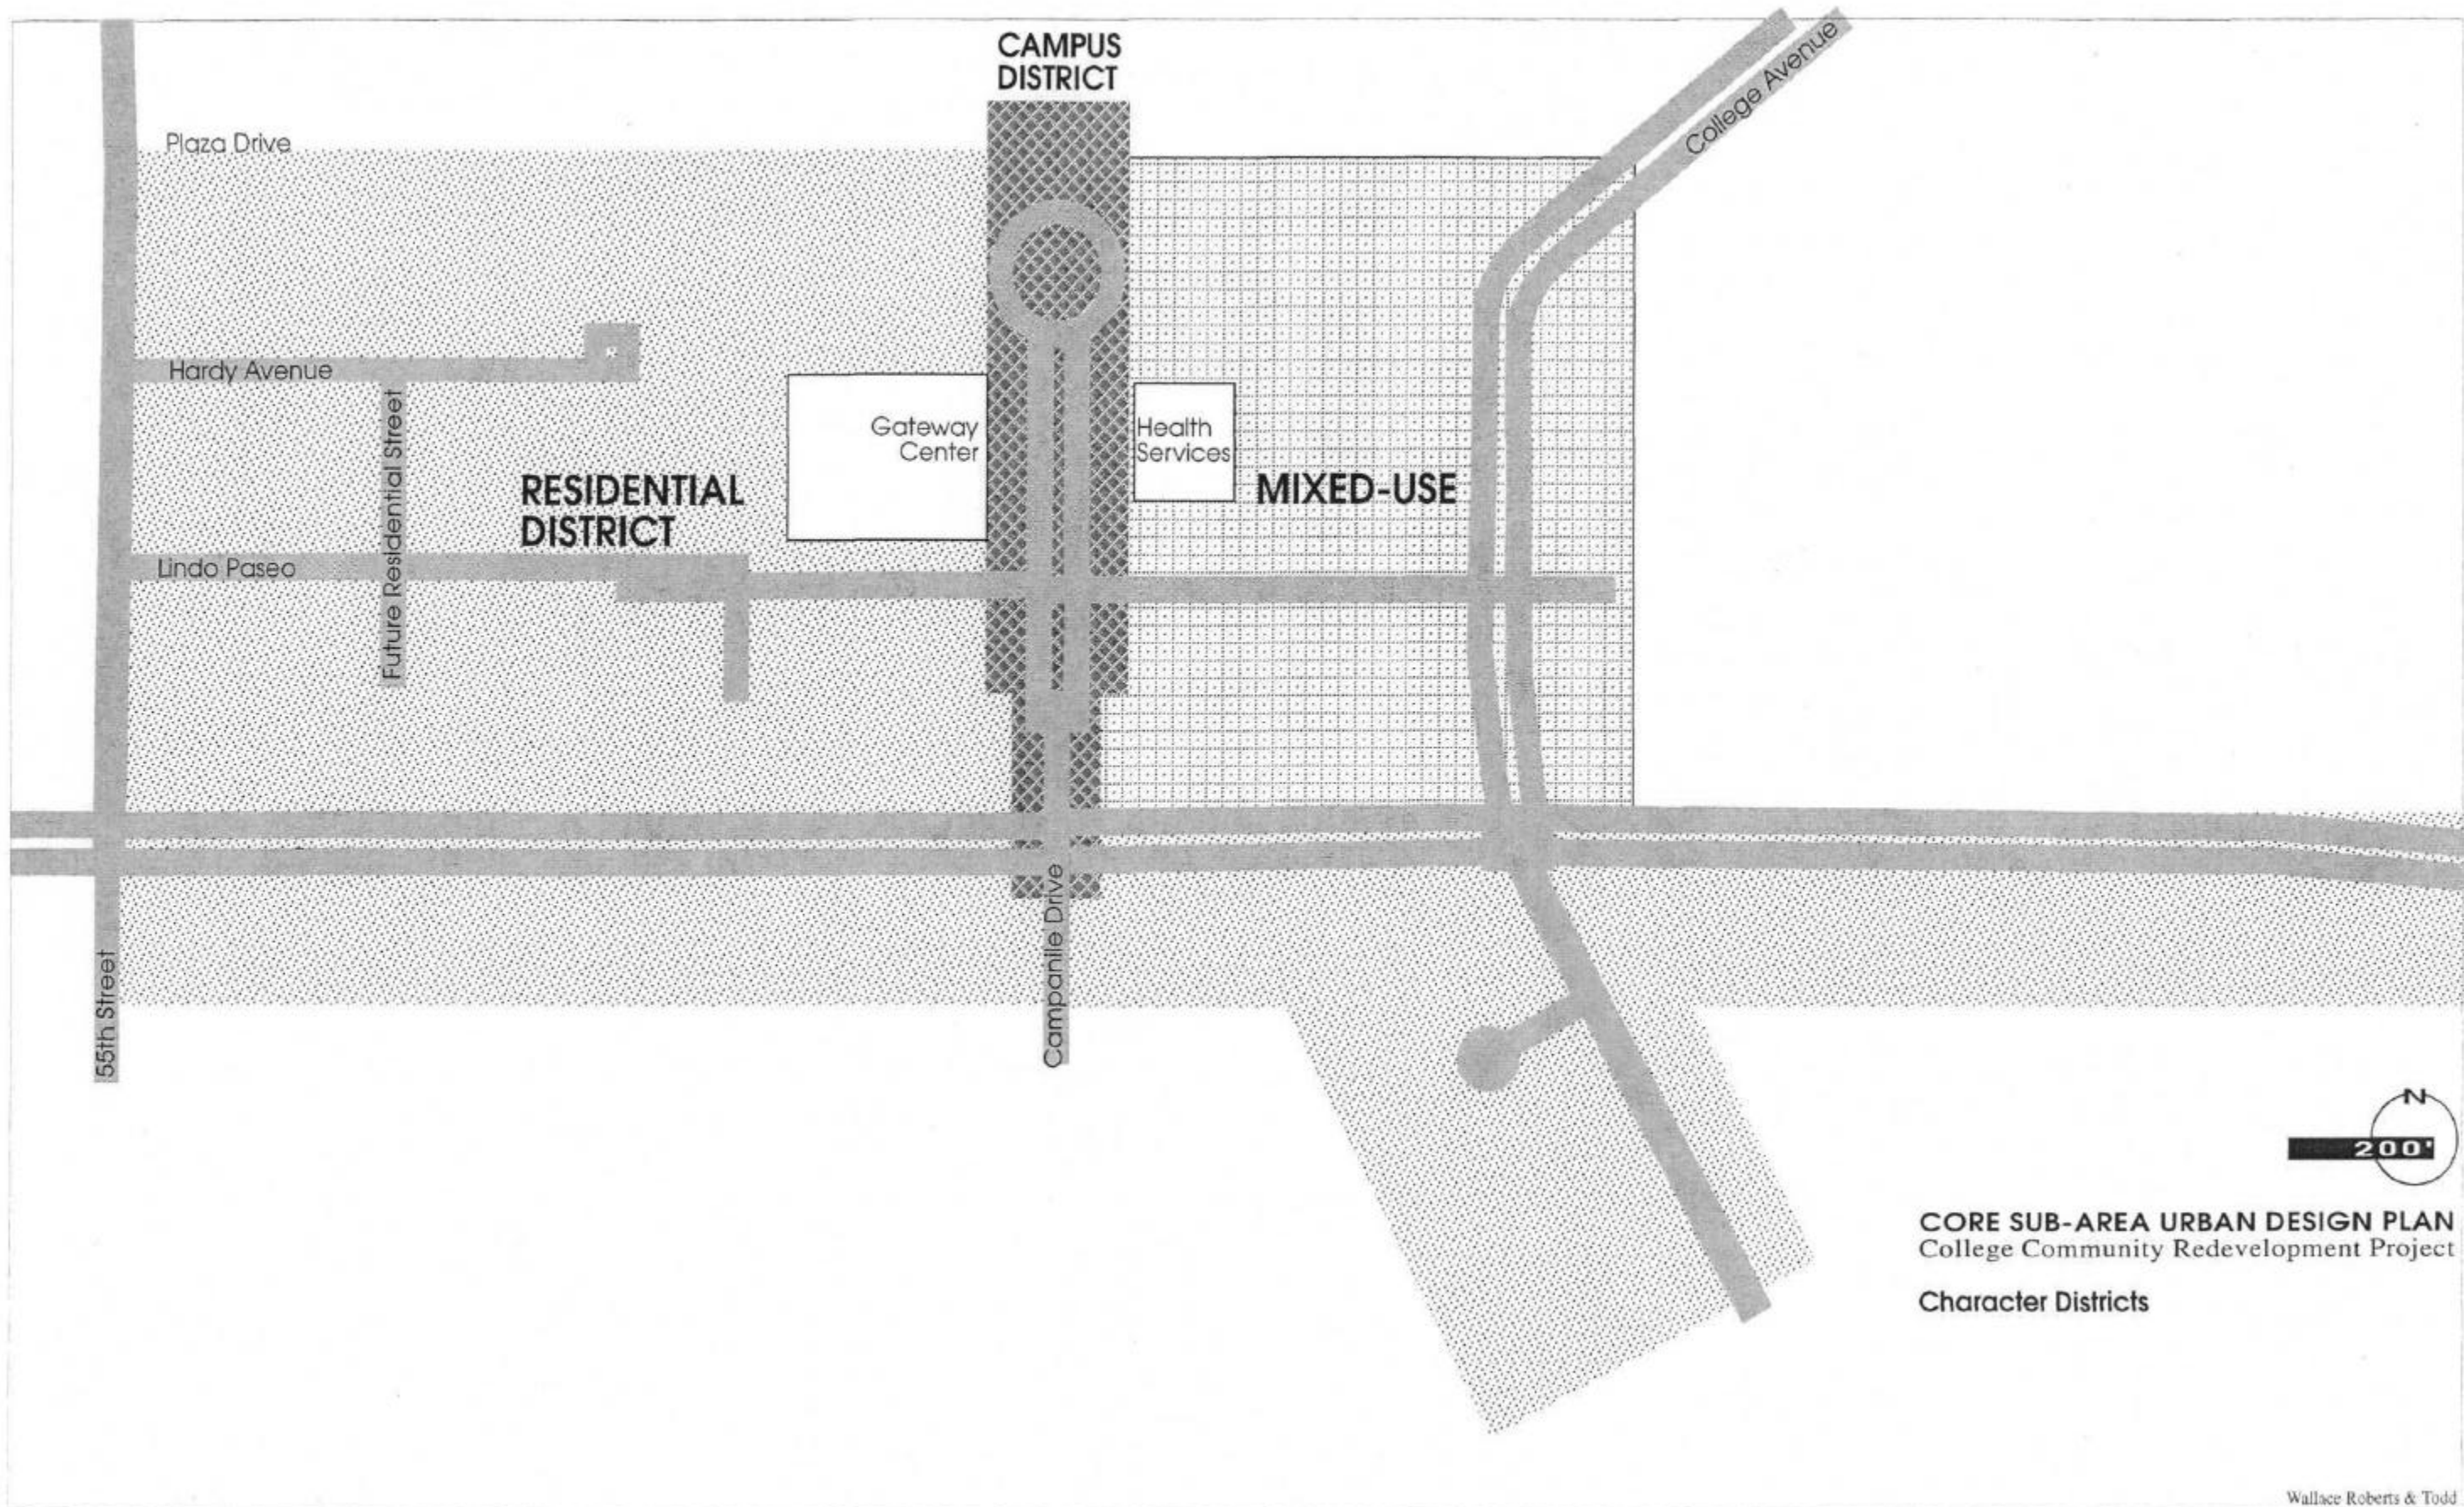 CAMPUS
DISTRICT
College Avenue
Plaza Drive
Hardy Avenue
Future Residential Street
Gateway
Center
Health
Services
RESIDENTIAL
DISTRICT
MIXED-USE
Lindo Paseo
55th Street
Campanile Drive
N
200'
CORE SUB-AREA URBAN DESIGN PLAN
College Community Redevelopment Project
Character Districts
Wallace Roberts & Todd